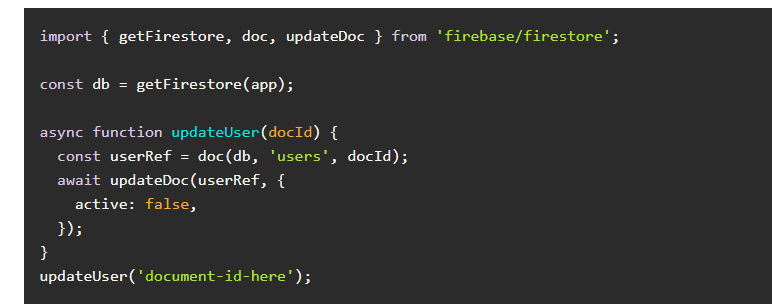 import { getFirestore, doc, updateDoc } from 'firebase/firestore';
const db = getFirestore(app);
async function updateUser(docId) {
const userRef = doc(db, 'users', docId);
await updateDoc(userRef, {
active: false,
});
}
updateUser('document-id-here');